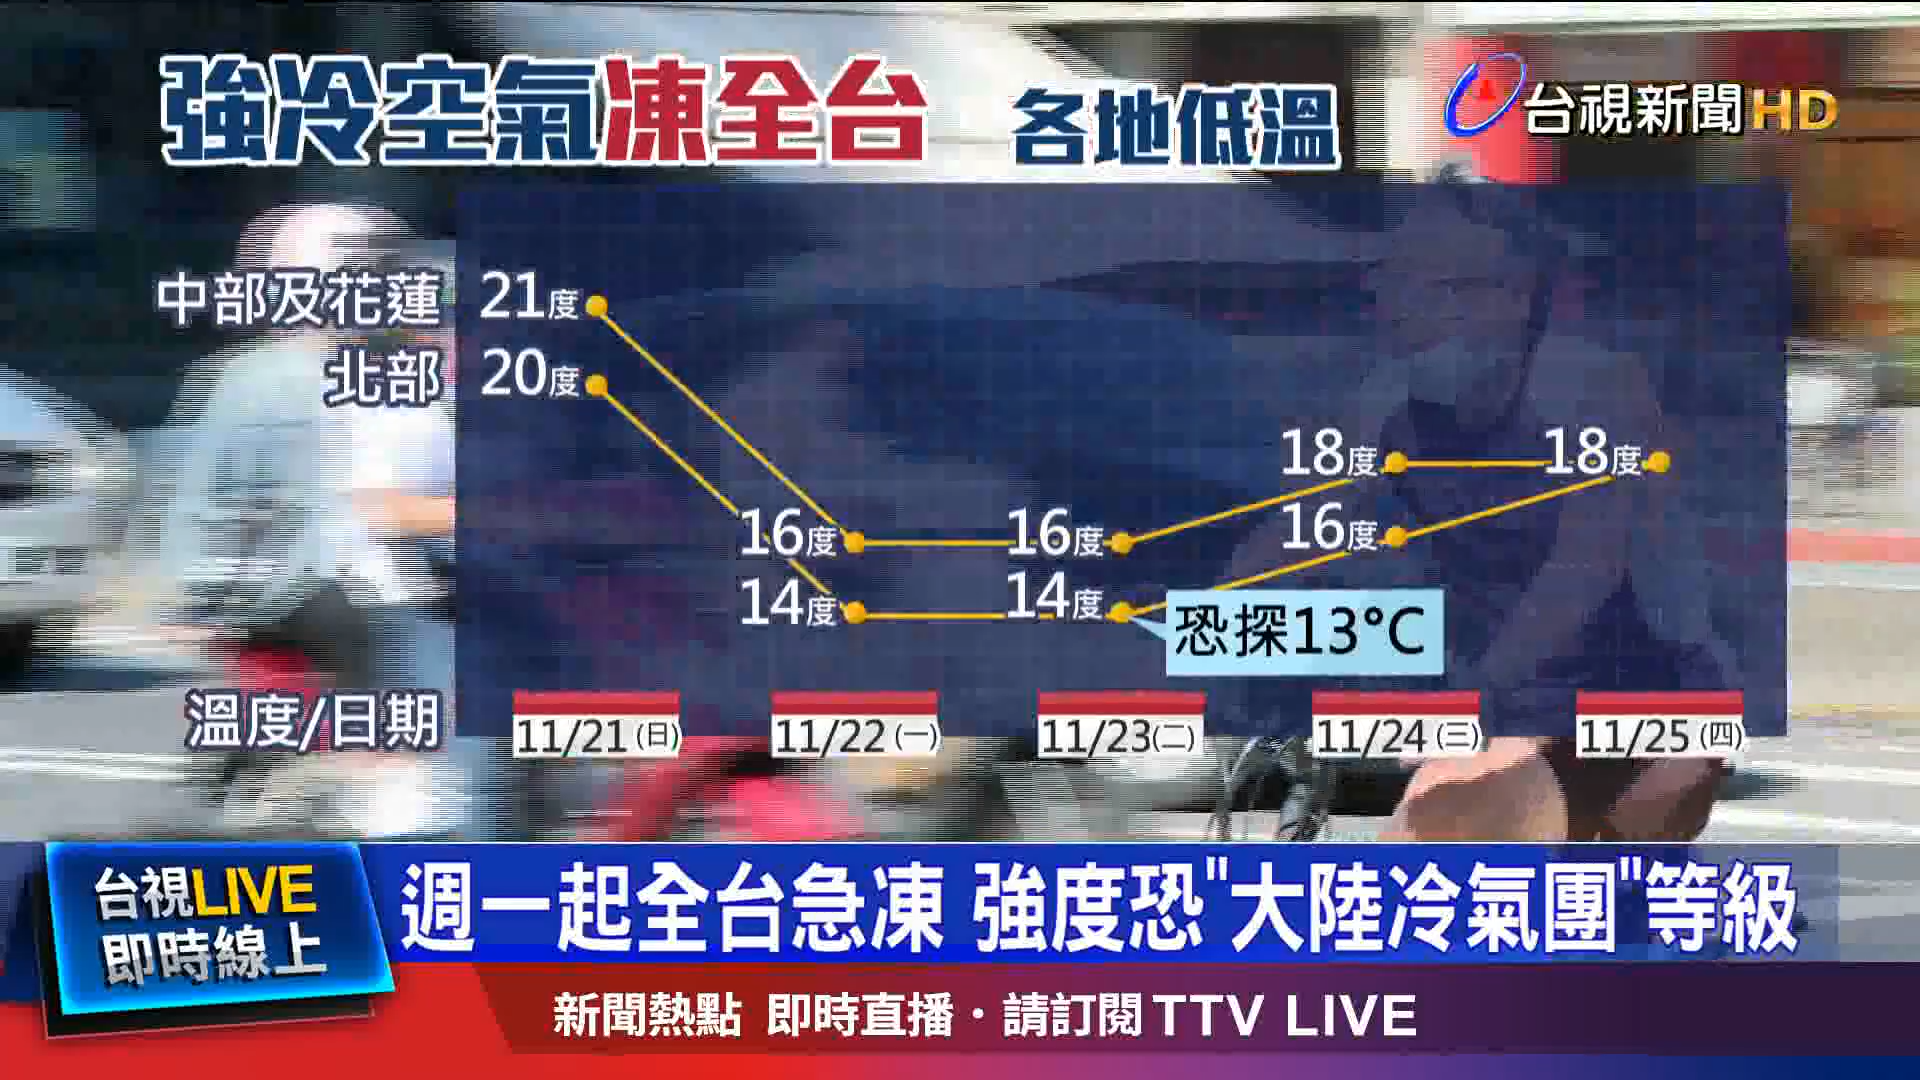 強冷空氣凍全台 各地低溫
台視新聞HD
中部及花蓮 21度
北部 20度
18度 18度
16度 16度 16度
14度 14度
恐探13°C
溫度/日期 11/21(日) 11/22(一) 11/23(二) 11/24(三) 11/25(四)
台視LIVE
即時線上
週一起全台急凍 強度恐"大陸冷氣團"等級
新聞熱點 即時直播・請訂閱TTV LIVE